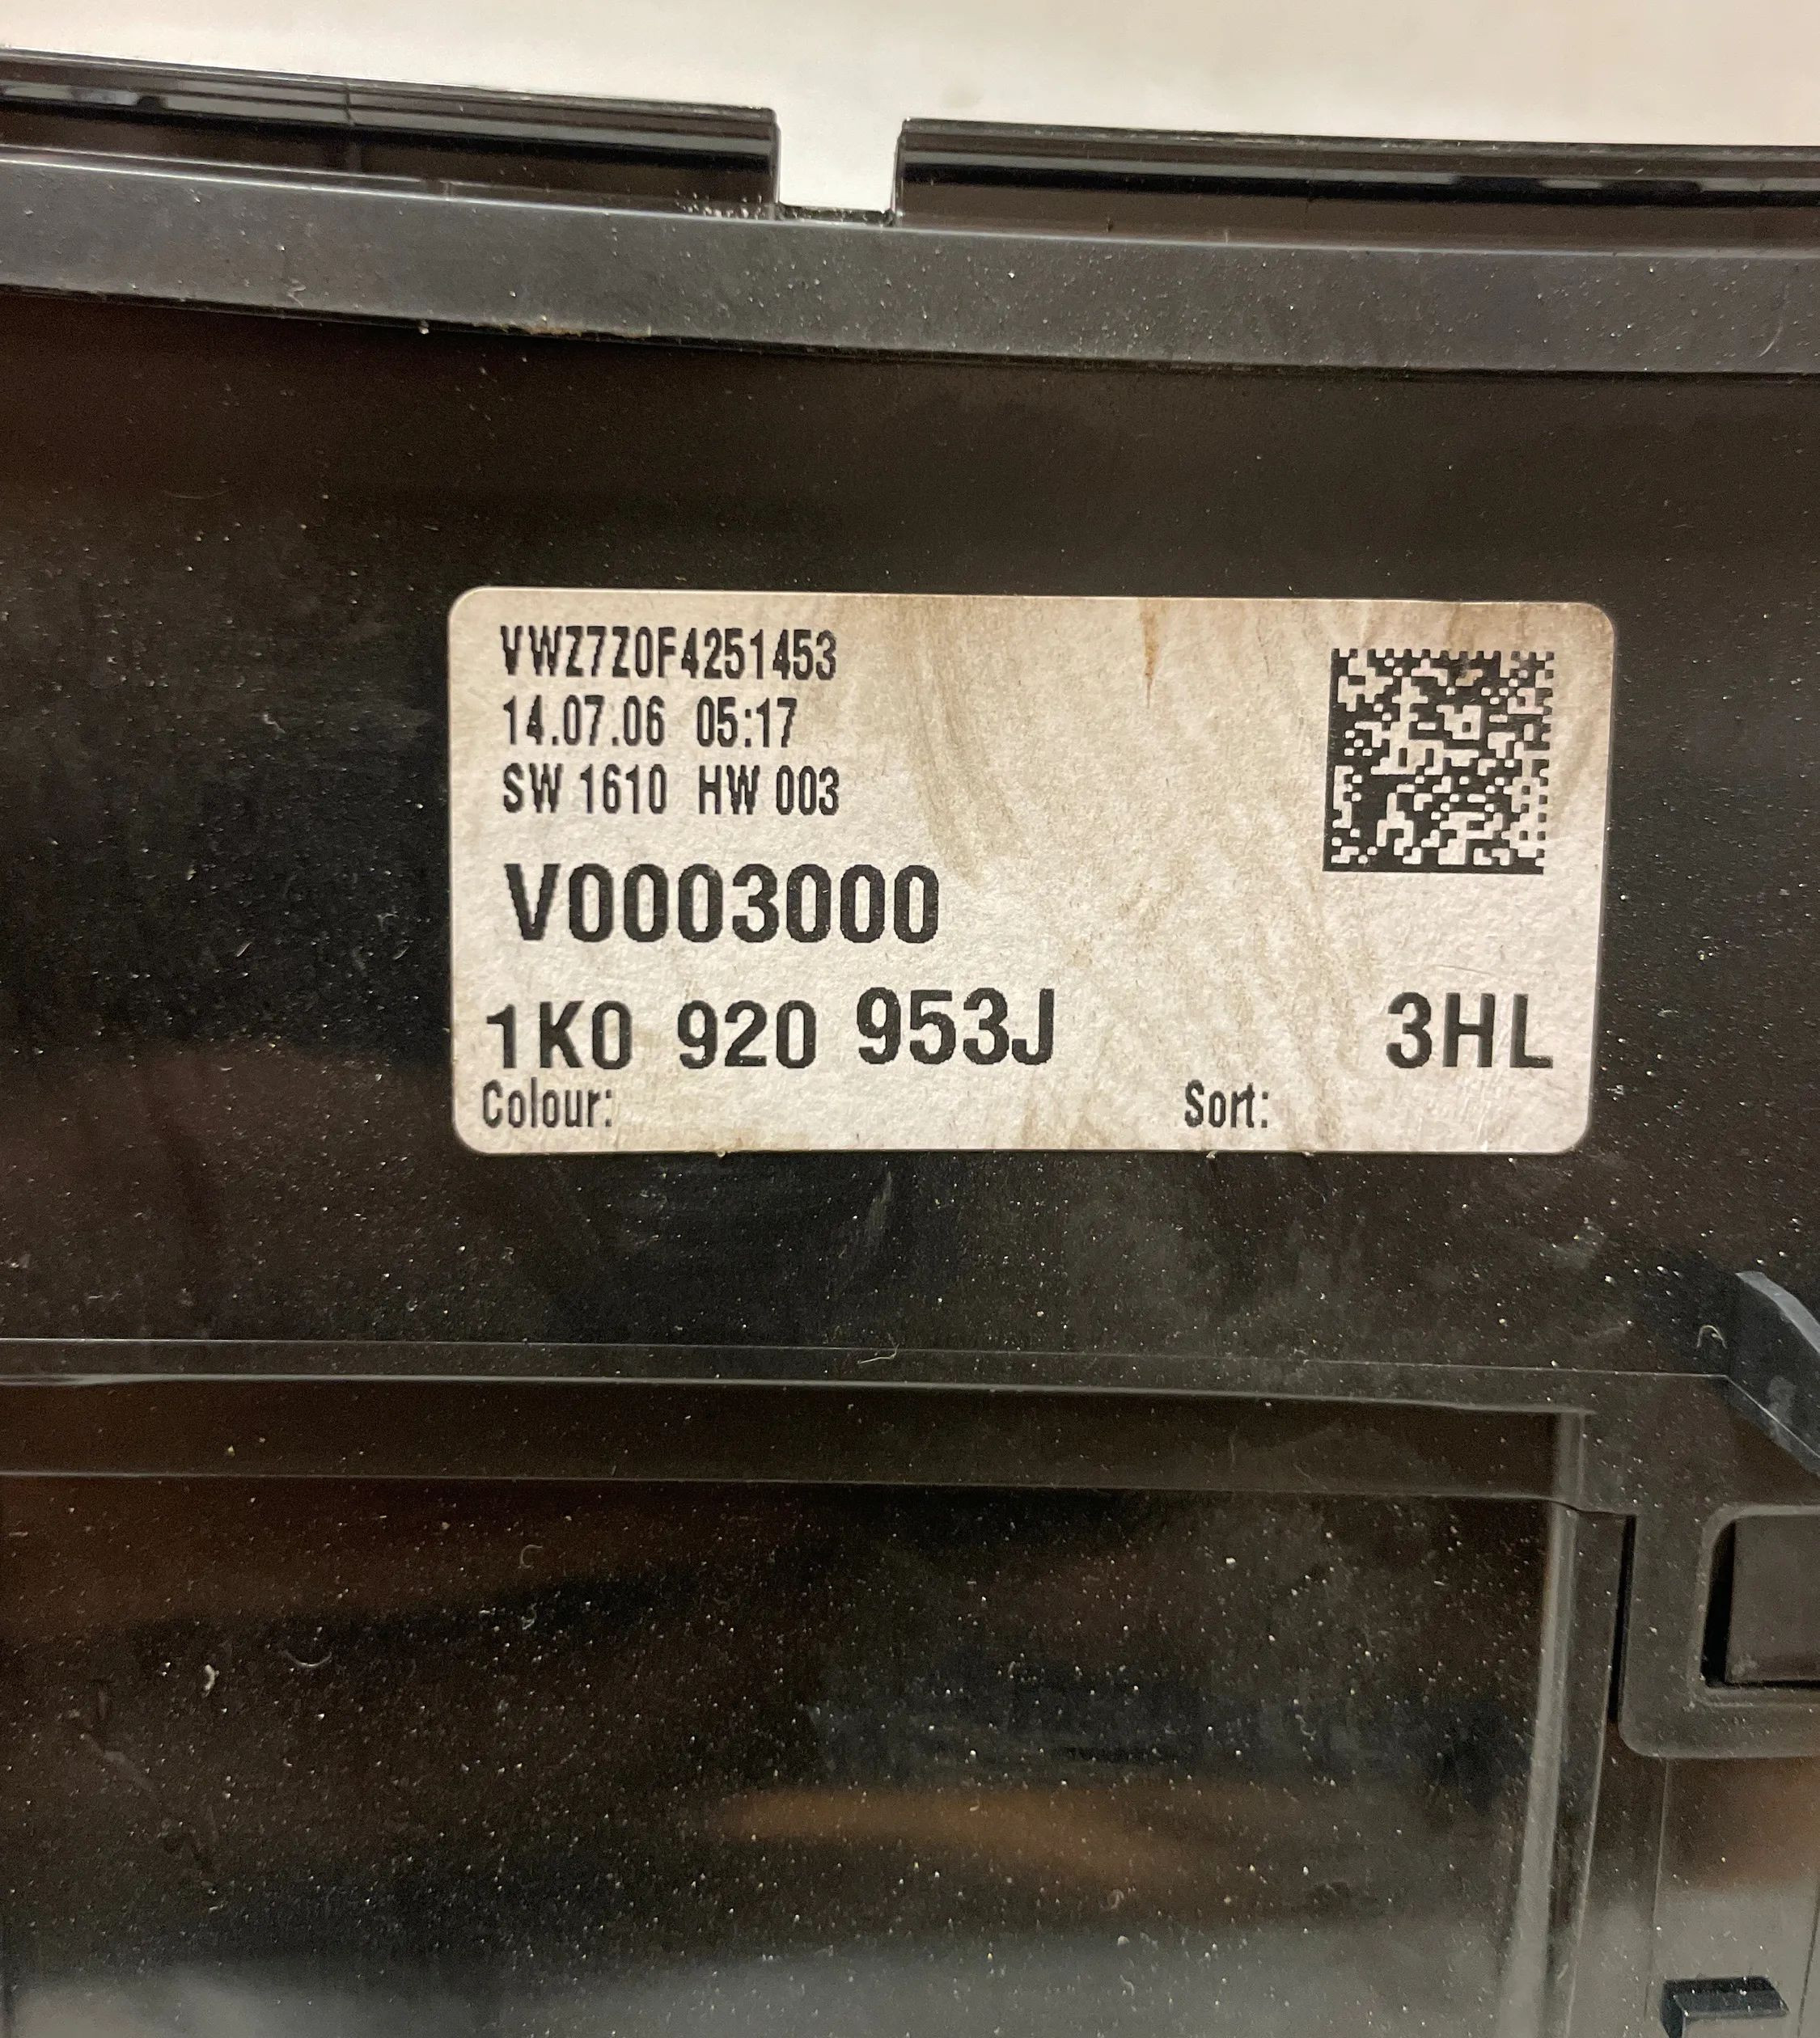 VWZ7Z0F4251453
14.07.06 05:17
SW 1610 HW 003
V0003000
1K0 920 953J 3HL
Colour: Sort: